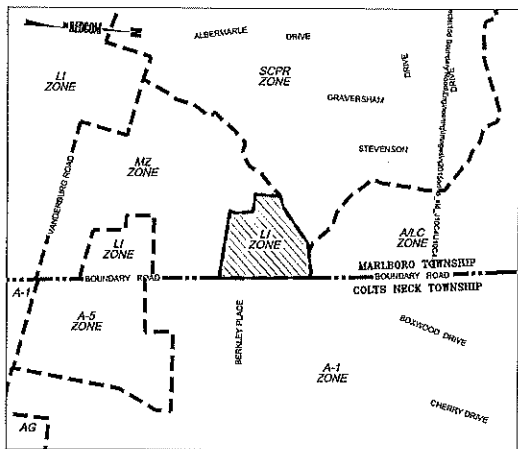 N
ALBERMARLE DRIVE
LI
ZONE
SCPR
ZONE
DRIVE
DRIVE
GRAVERSHAM
STEVENSON
MZ
ZONE
VANDERBURG ROAD
LI
ZONE
LI
ZONE
A/LC
ZONE
MARLBORO TOWNSHIP
BOUNDARY ROAD
BOUNDARY ROAD
COLTS NECK TOWNSHIP
A-1
A-5
ZONE
BERKLEY PLACE
A-1
ZONE
BOXWOOD DRIVE
CHERRY DRIVE
AG